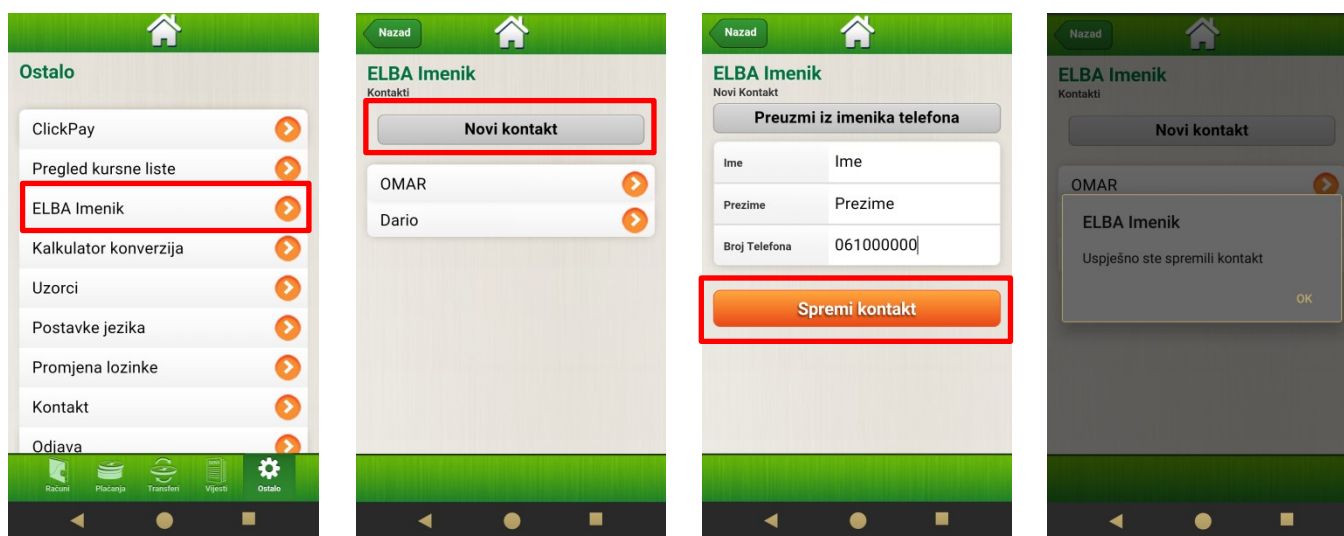 Ostalo
ClickPay
Pregled kursne liste
ELBA Imenik
Kalkulator konverzija
Uzorci
Postavke jezika
Promjena lozinke
Kontakt
Odjava
Računi Plaćanja Transferi Vijesti Ostalo
Nazad
ELBA Imenik
Kontakti
Novi kontakt
OMAR
Dario
Nazad
ELBA Imenik
Novi Kontakt
Preuzmi iz imenika telefona
Ime Ime
Prezime Prezime
Broj Telefona 061000000
Spremi kontakt
Nazad
ELBA Imenik
Kontakti
Novi kontakt
OMAR
ELBA Imenik
Uspješno ste spremili kontakt
OK